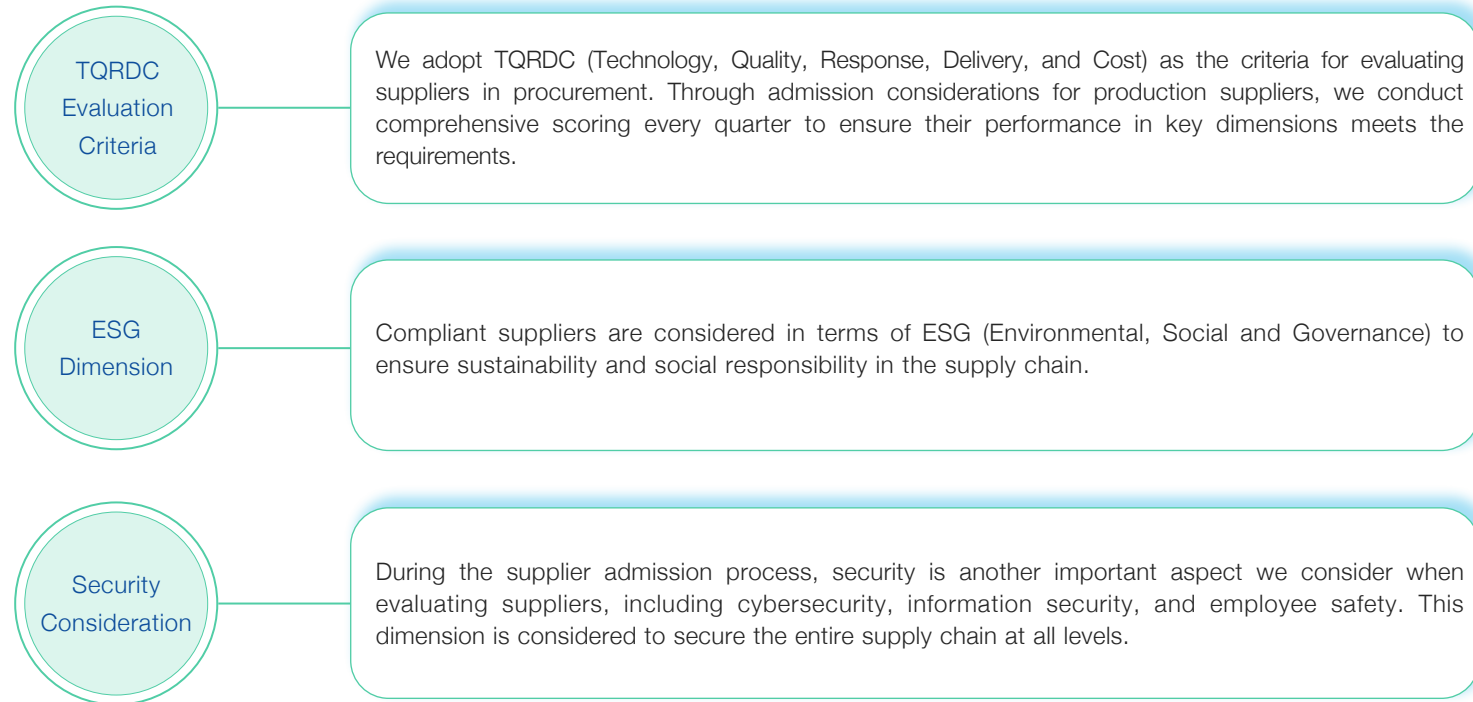 TQRDC
Evaluation
Criteria
We adopt TQRDC (Technology, Quality, Response, Delivery, and Cost) as the criteria for evaluating
suppliers in procurement. Through admission considerations for production suppliers, we conduct
comprehensive scoring every quarter to ensure their performance in key dimensions meets the
requirements.
ESG
Dimension
Compliant suppliers are considered in terms of ESG (Environmental, Social and Governance) to
ensure sustainability and social responsibility in the supply chain.
Security
Consideration
During the supplier admission process, security is another important aspect we consider when
evaluating suppliers, including cybersecurity, information security, and employee safety. This
dimension is considered to secure the entire supply chain at all levels.